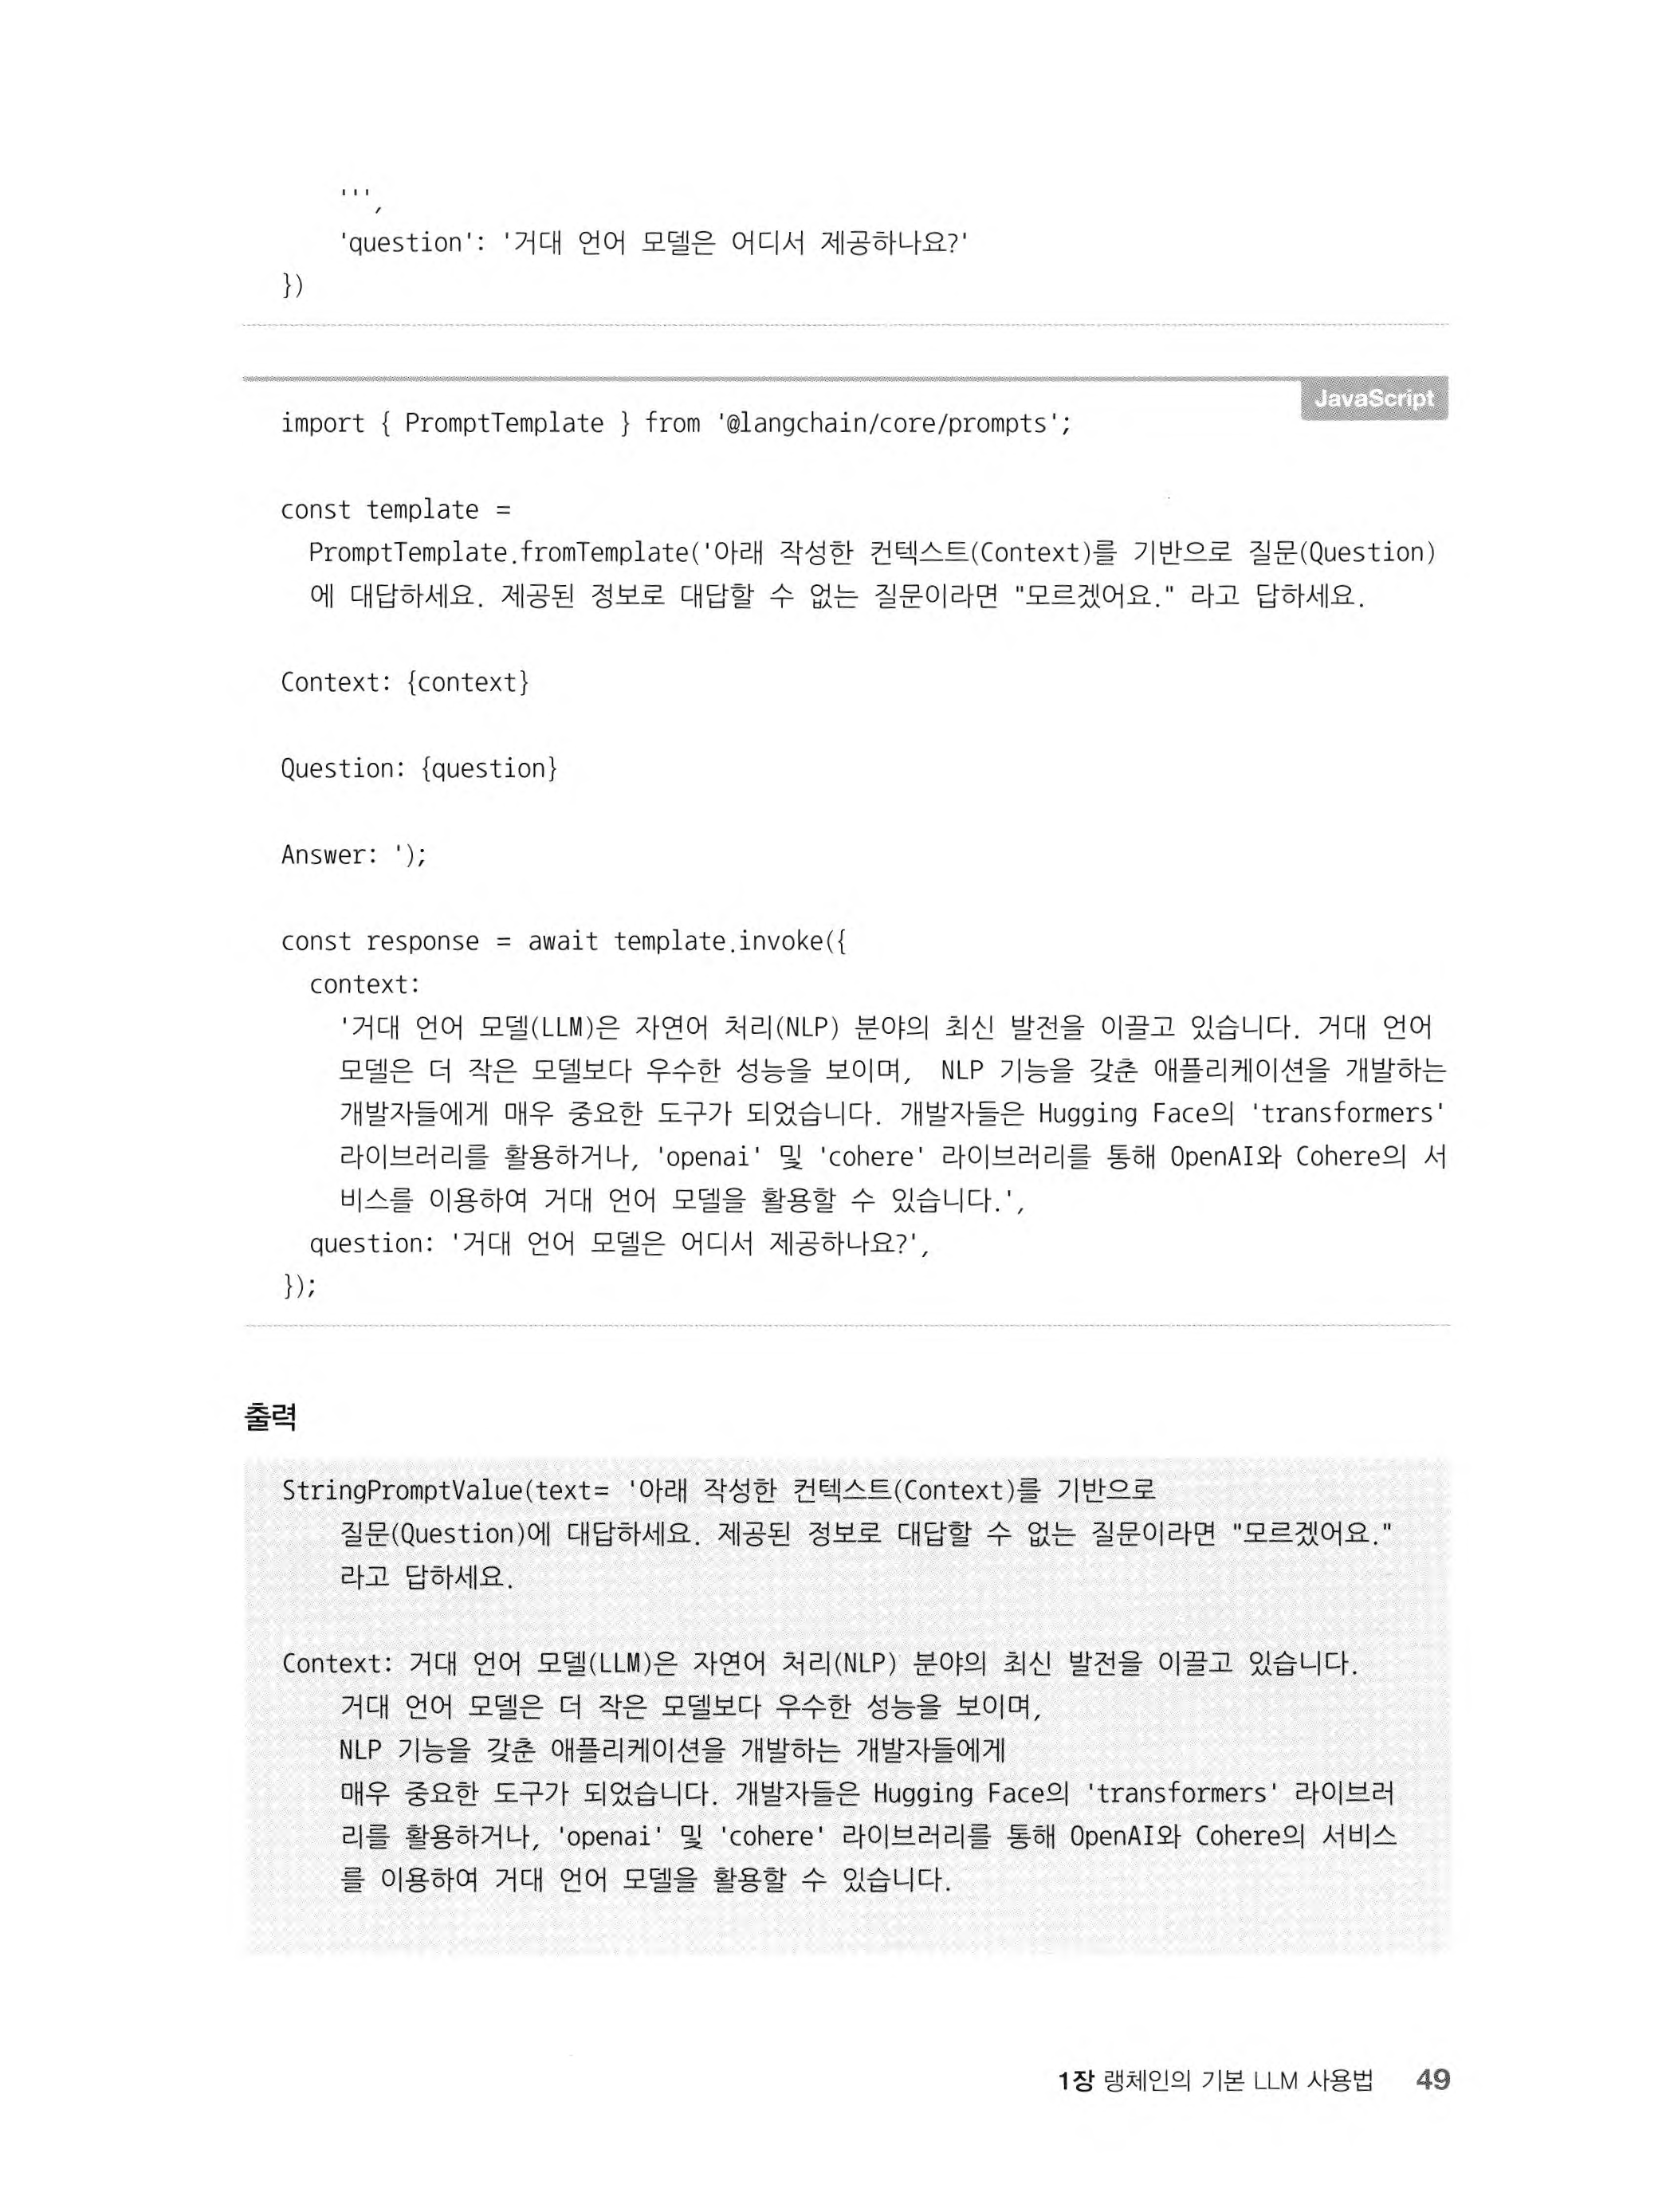 ''',
'question': '거대 언어 모델은 어디서 제공하나요?'
})
JavaScript
import { PromptTemplate } from '@langchain/core/prompts';
const template =
PromptTemplate.fromTemplate('아래 작성한 컨텍스트(Context)를 기반으로 질문(Question)
에 대답하세요. 제공된 정보로 대답할 수 없는 질문이라면 "모르겠어요." 라고 답하세요.
Context: {context}
Question: {question}
Answer: ');
const response = await template.invoke({
context:
'거대 언어 모델(LLM)은 자연어 처리(NLP) 분야의 최신 발전을 이끌고 있습니다. 거대 언어
모델은 더 작은 모델보다 우수한 성능을 보이며, NLP 기능을 갖춘 애플리케이션을 개발하는
개발자들에게 매우 중요한 도구가 되었습니다. 개발자들은 Hugging Face의 'transformers'
라이브러리를 활용하거나, 'openai' 및 'cohere' 라이브러리를 통해 OpenAI와 Cohere의 서
비스를 이용하여 거대 언어 모델을 활용할 수 있습니다.',
question: '거대 언어 모델은 어디서 제공하나요?',
});
출력
StringPromptValue(text= '아래 작성한 컨텍스트(Context)를 기반으로
질문(Question)에 대답하세요. 제공된 정보로 대답할 수 없는 질문이라면 "모르겠어요."
라고 답하세요.
Context: 거대 언어 모델(LLM)은 자연어 처리(NLP) 분야의 최신 발전을 이끌고 있습니다.
거대 언어 모델은 더 작은 모델보다 우수한 성능을 보이며,
NLP 기능을 갖춘 애플리케이션을 개발하는 개발자들에게
매우 중요한 도구가 되었습니다. 개발자들은 Hugging Face의 'transformers' 라이브러
리를 활용하거나, 'openai' 및 'cohere' 라이브러리를 통해 OpenAI와 Cohere의 서비스
를 이용하여 거대 언어 모델을 활용할 수 있습니다.
1장 랭체인의 기본 LLM 사용법 49